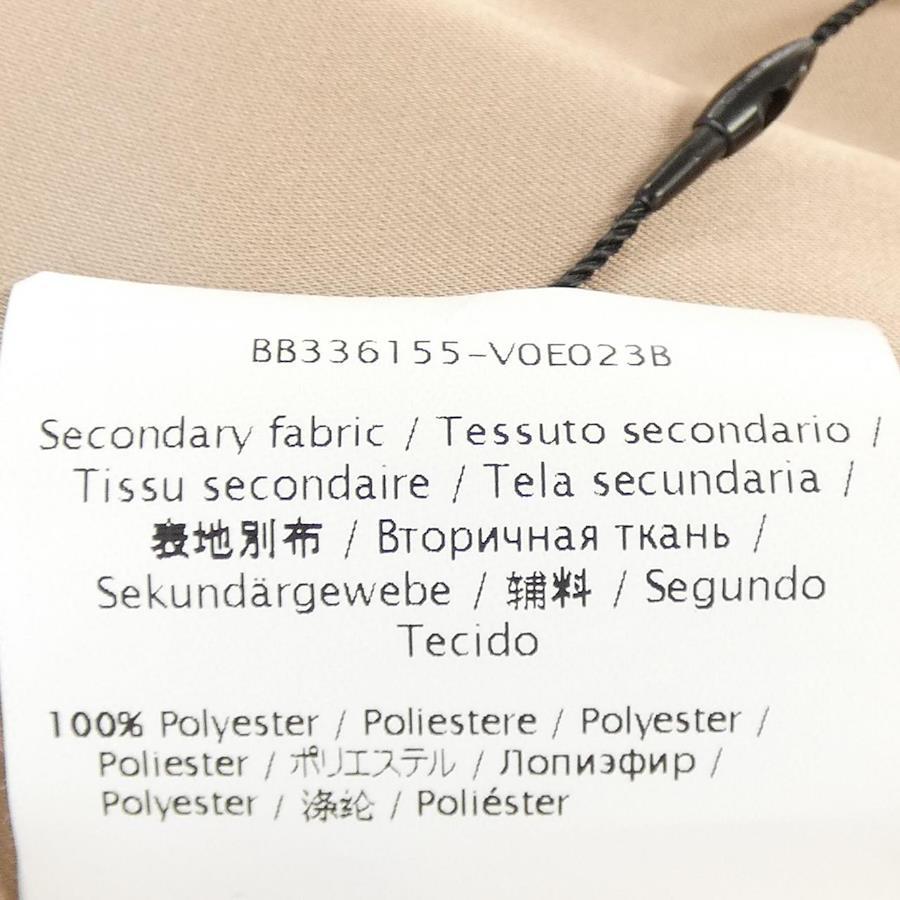 BB336155-V0E023B
Secondary fabric / Tessuto secondario /
Tissu secondaire / Tela secundaria /
表地別布 / Вторичная ткань /
Sekundärgewebe / 辅料 / Segundo
Tecido
100% Polyester / Poliestere / Polyester /
Poliester / ポリエステル / Лопиэфир /
Polyester / 涤纶 / Poliéster